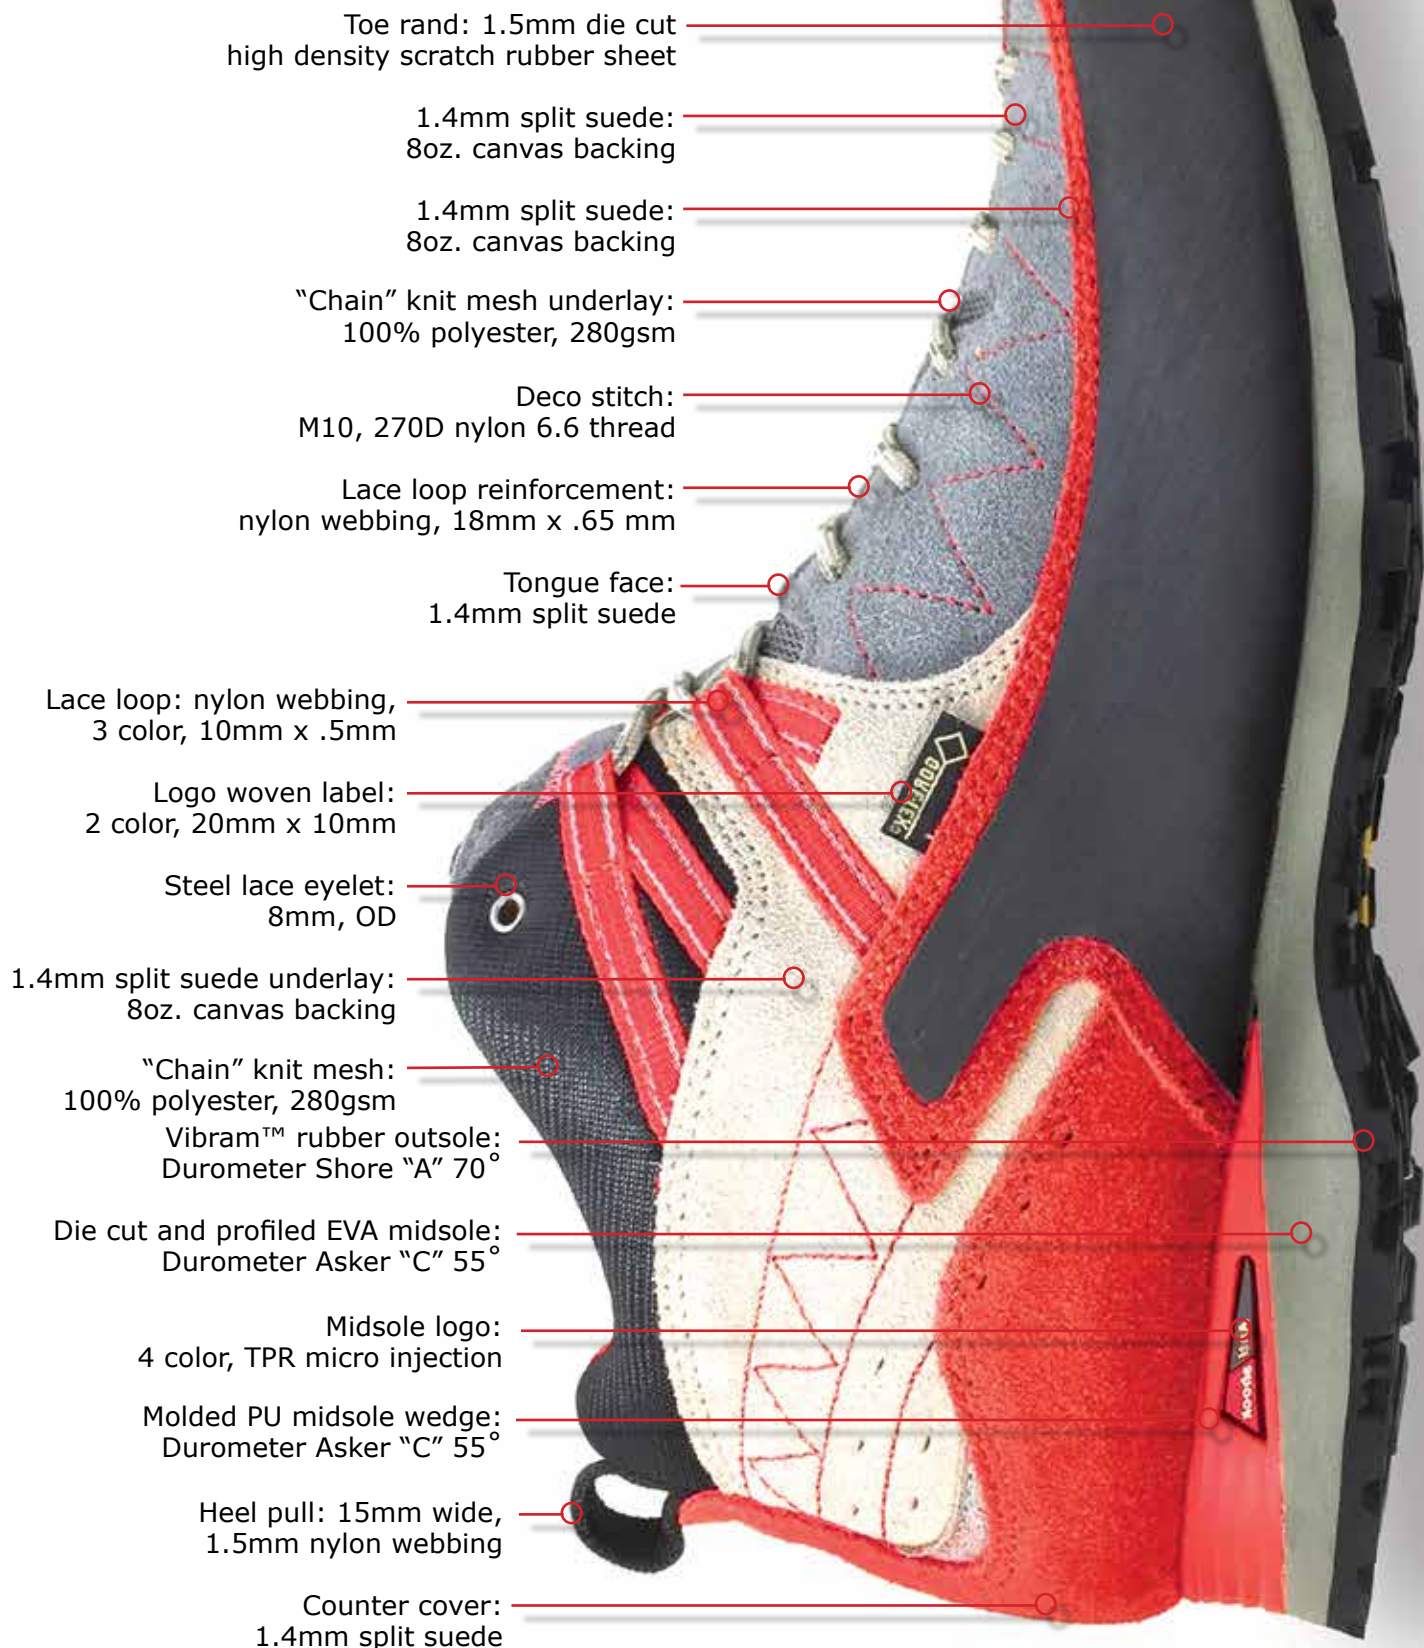 Toe rand: 1.5mm die cut
high density scratch rubber sheet
1.4mm split suede:
8oz. canvas backing
1.4mm split suede:
8oz. canvas backing
“Chain” knit mesh underlay:
100% polyester, 280gsm
Deco stitch:
M10, 270D nylon 6.6 thread
Lace loop reinforcement:
nylon webbing, 18mm x .65 mm
Tongue face:
1.4mm split suede
Lace loop: nylon webbing,
3 color, 10mm x .5mm
GORE-TEX®
Logo woven label:
2 color, 20mm x 10mm
Steel lace eyelet:
8mm, OD
1.4mm split suede underlay:
8oz. canvas backing
“Chain” knit mesh:
100% polyester, 280gsm
Vibram™ rubber outsole:
Durometer Shore “A” 70˚
Die cut and profiled EVA midsole:
Durometer Asker “C” 55˚
Midsole logo:
4 color, TPR micro injection
Molded PU midsole wedge:
Durometer Asker “C” 55˚
Heel pull: 15mm wide,
1.5mm nylon webbing
Counter cover:
1.4mm split suede